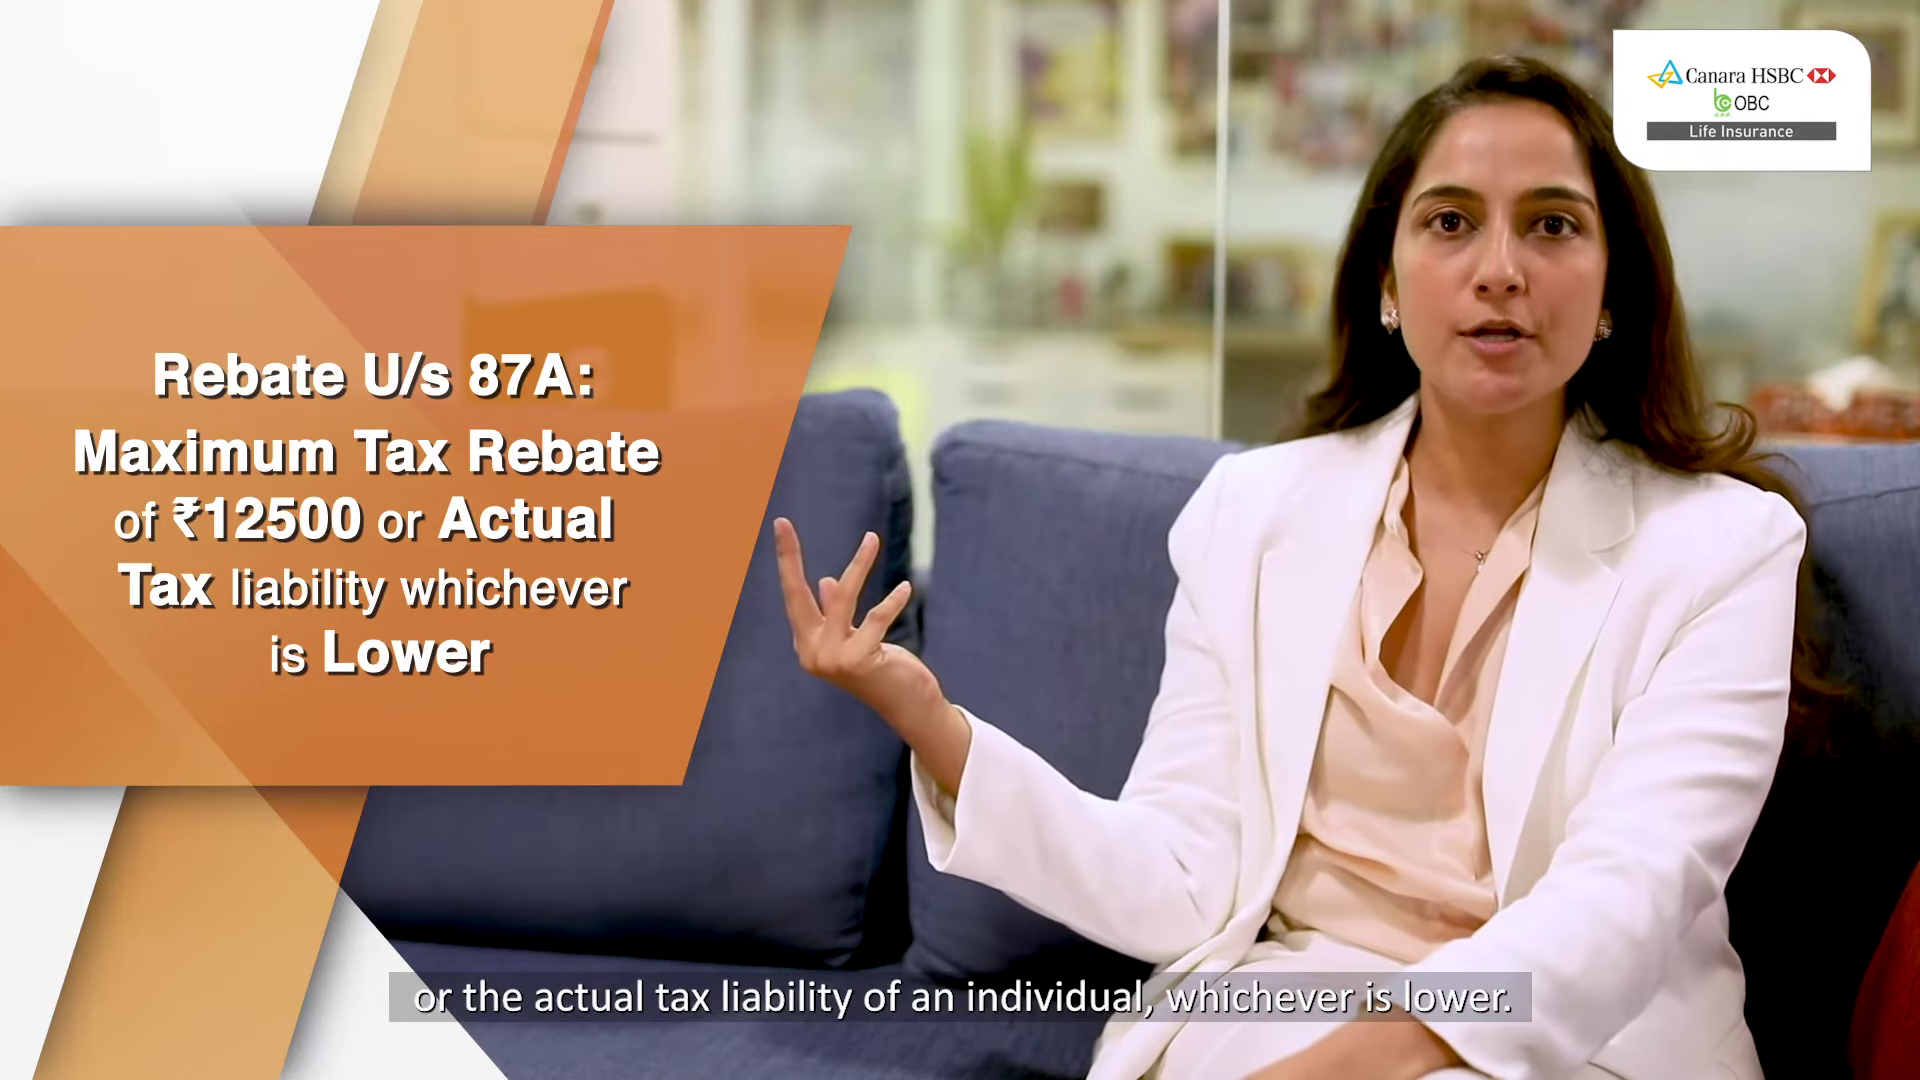 Canara HSBC
OBC
Life Insurance
Rebate U/s 87A:
Maximum Tax Rebate
of ₹12500 or Actual
Tax liability whichever
is Lower
or the actual tax liability of an individual, whichever is lower.